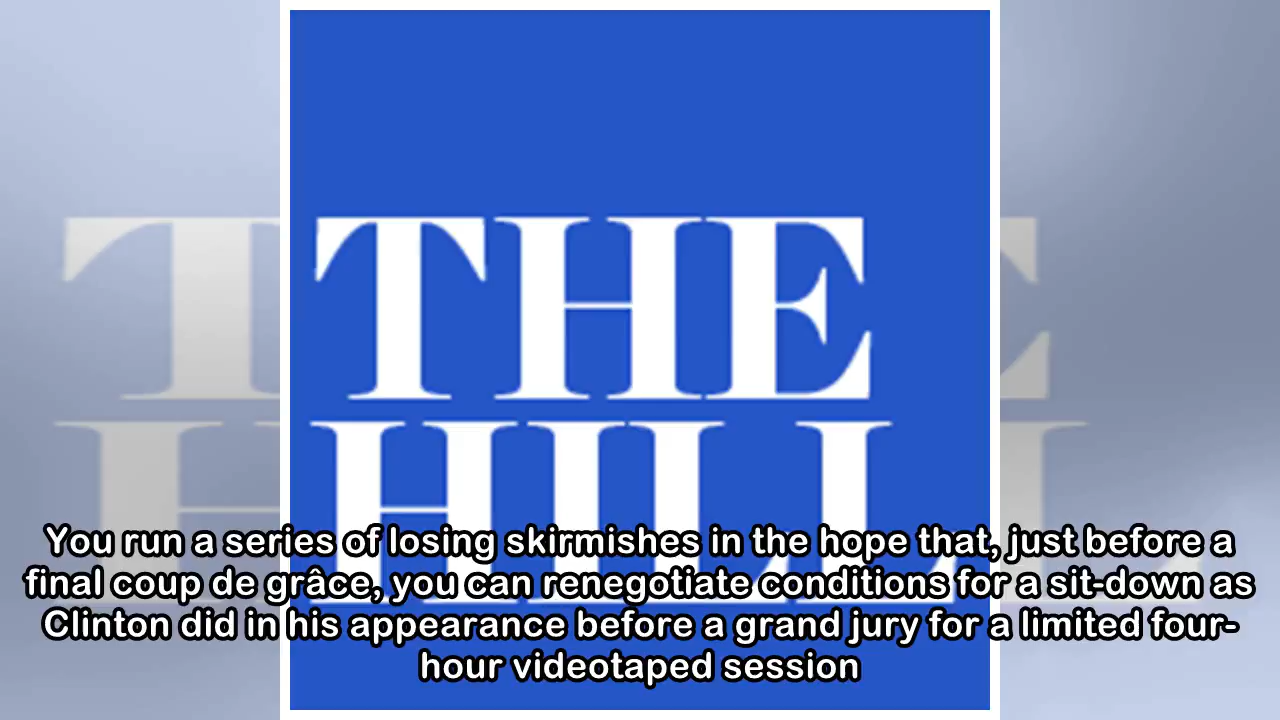 THE
HILL
You run a series of losing skirmishes in the hope that, just before a
final coup de grâce, you can renegotiate conditions for a sit-down as
Clinton did in his appearance before a grand jury for a limited four-
hour videotaped session